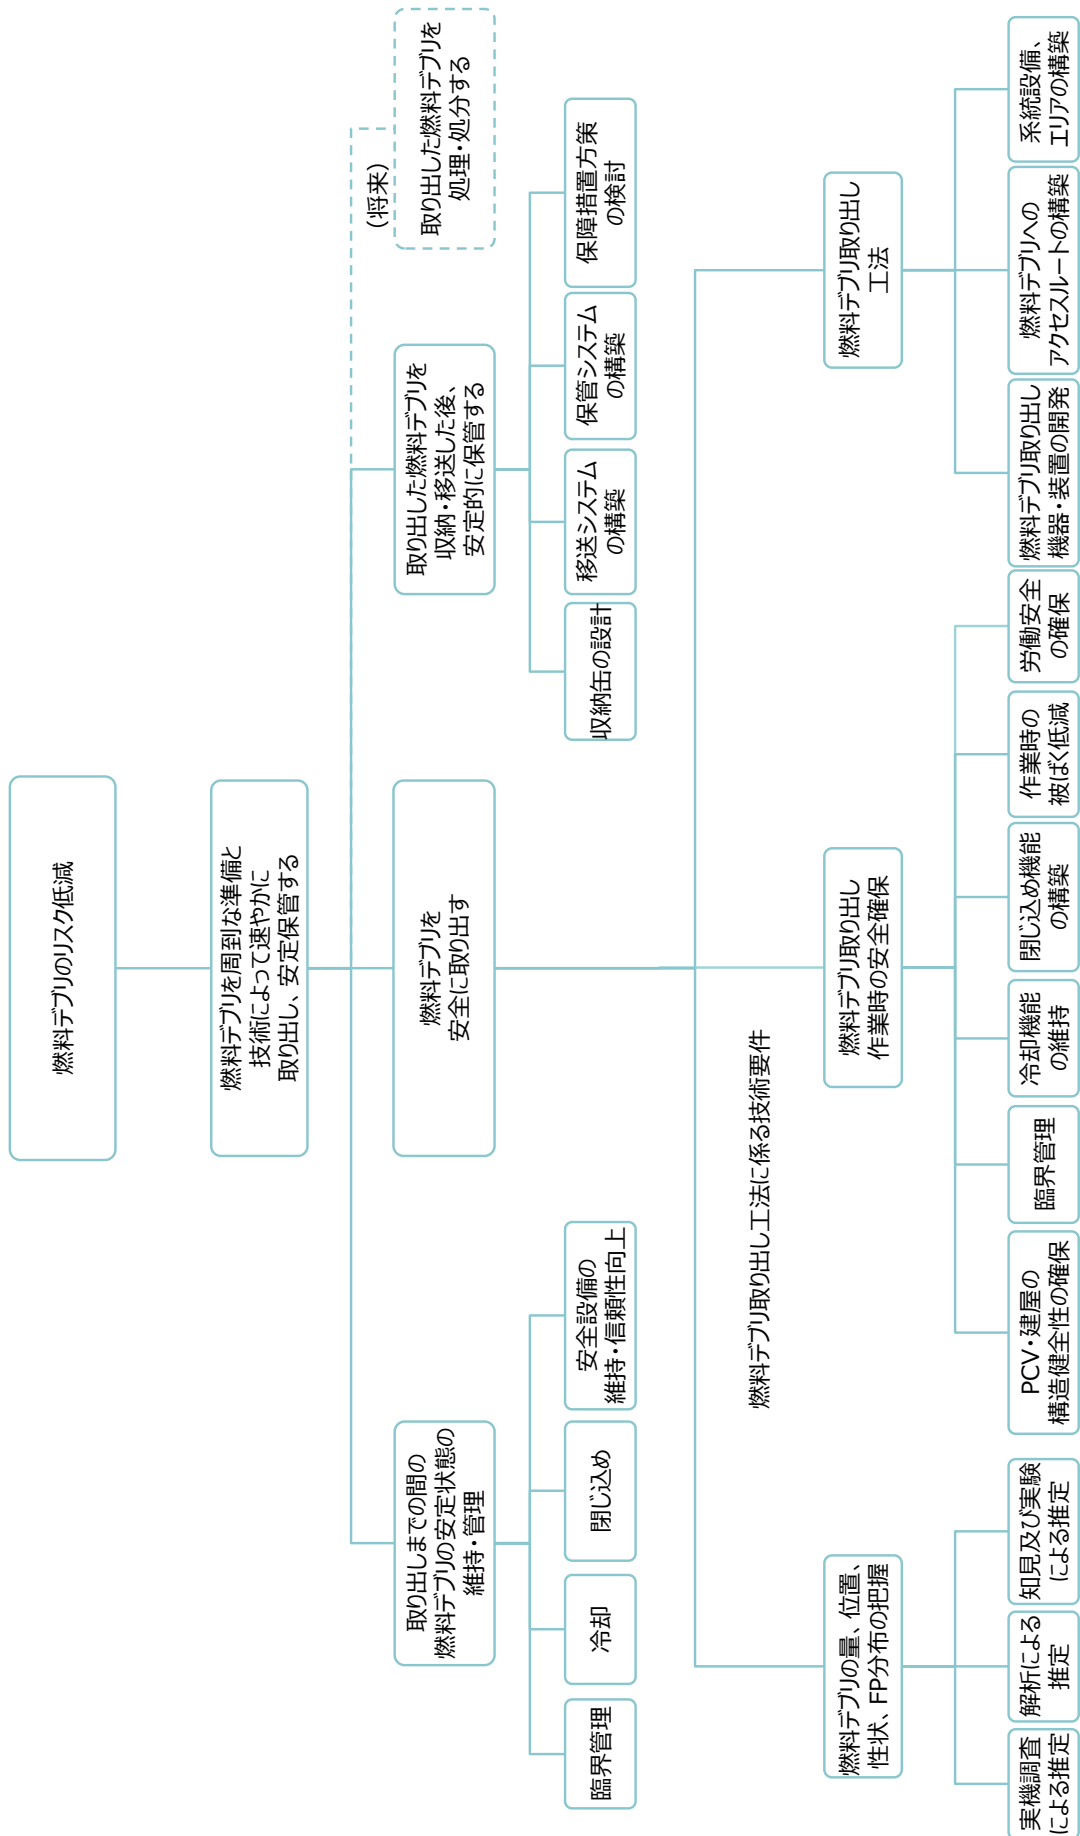 燃料デブリのリスク低減
燃料デブリを周到な準備と
技術によって速やかに
取り出し、安定保管する
取り出しまでの間の
燃料デブリの安定状態の
維持・管理
臨界管理
冷却
閉じ込め
安全設備の
維持・信頼性向上
燃料デブリを
安全に取り出す
取り出した燃料デブリを
収納・移送した後、
安定的に保管する
収納缶の設計
移送システム
の構築
保管システム
の構築
保障措置方策
の検討
(将来)
取り出した燃料デブリを
処理・処分する
燃料デブリ取り出し工法に係る技術要件
燃料デブリの量、位置、
性状、FP分布の把握
実機調査
による推定
解析による
推定
知見及び実験
による推定
燃料デブリ取り出し
作業時の安全確保
PCV・建屋の
構造健全性の確保
臨界管理
冷却機能
の維持
閉じ込め機能
の構築
作業時の
被ばく低減
労働安全
の確保
燃料デブリ取り出し
工法
燃料デブリ取り出し
機器・装置の開発
燃料デブリへの
アクセスルートの構築
系統設備、
エリアの構築